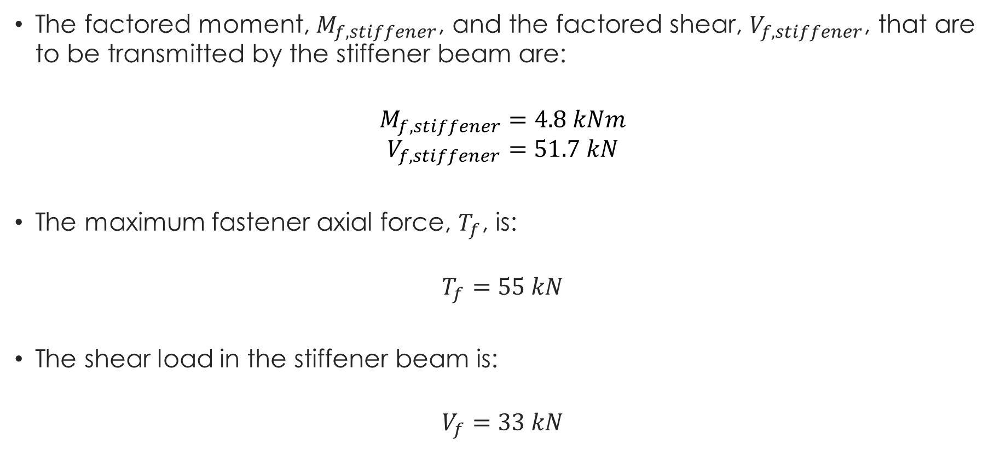 • The factored moment, M_{f,stiffener}, and the factored shear, V_{f,stiffener}, that are
to be transmitted by the stiffener beam are:
M_{f,stiffener} = 4.8 kNm
V_{f,stiffener} = 51.7 kN
• The maximum fastener axial force, T_f, is:
T_f = 55 kN
• The shear load in the stiffener beam is:
V_f = 33 kN